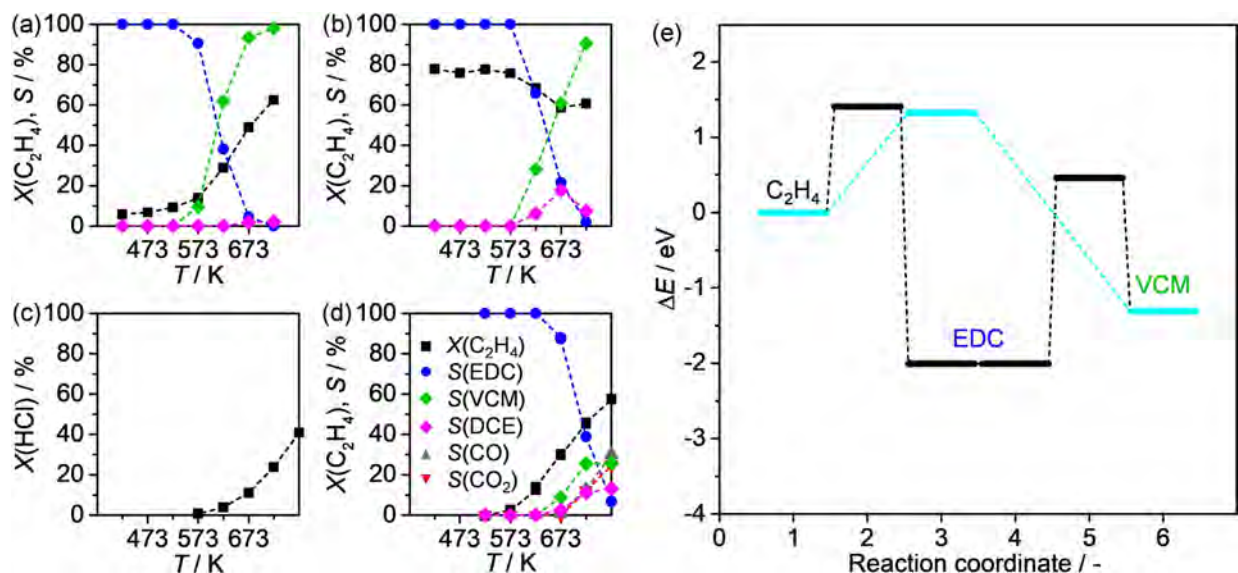 (a)
X(C₂H₄), S / %
100
80
60
40
20
0
473 573 673
T / K
(b)
X(C₂H₄), S / %
100
80
60
40
20
0
473 573 673
T / K
(c)
X(HCl) / %
100
80
60
40
20
0
473 573 673
T / K
(d)
X(C₂H₄), S / %
100
80
60
40
20
0
X(C₂H₄)
S(EDC)
S(VCM)
S(DCE)
S(CO)
S(CO₂)
473 573 673
T / K
(e)
ΔE / eV
2
1
0
-1
-2
-3
-4
C₂H₄
EDC
VCM
1 2 3 4 5 6
Reaction coordinate / -